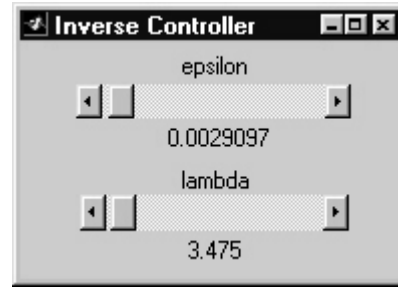 Inverse Controller
epsilon
0.0029097
lambda
3.475